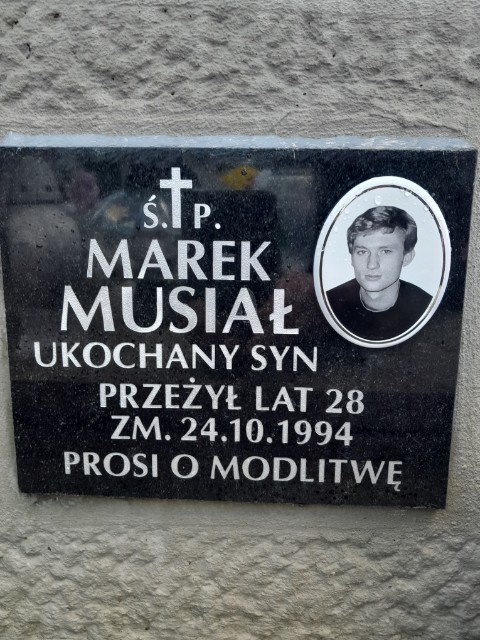 Ś.†P.
MAREK
MUSIAŁ
UKOCHANY SYN
PRZEŻYŁ LAT 28
ZM. 24.10.1994
PROSI O MODLITWĘ